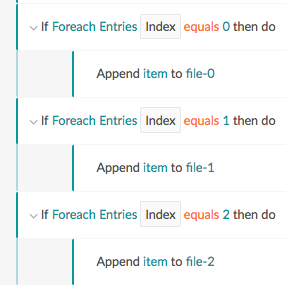 If Foreach Entries Index equals 0 then do
Append item to file-0
If Foreach Entries Index equals 1 then do
Append item to file-1
If Foreach Entries Index equals 2 then do
Append item to file-2